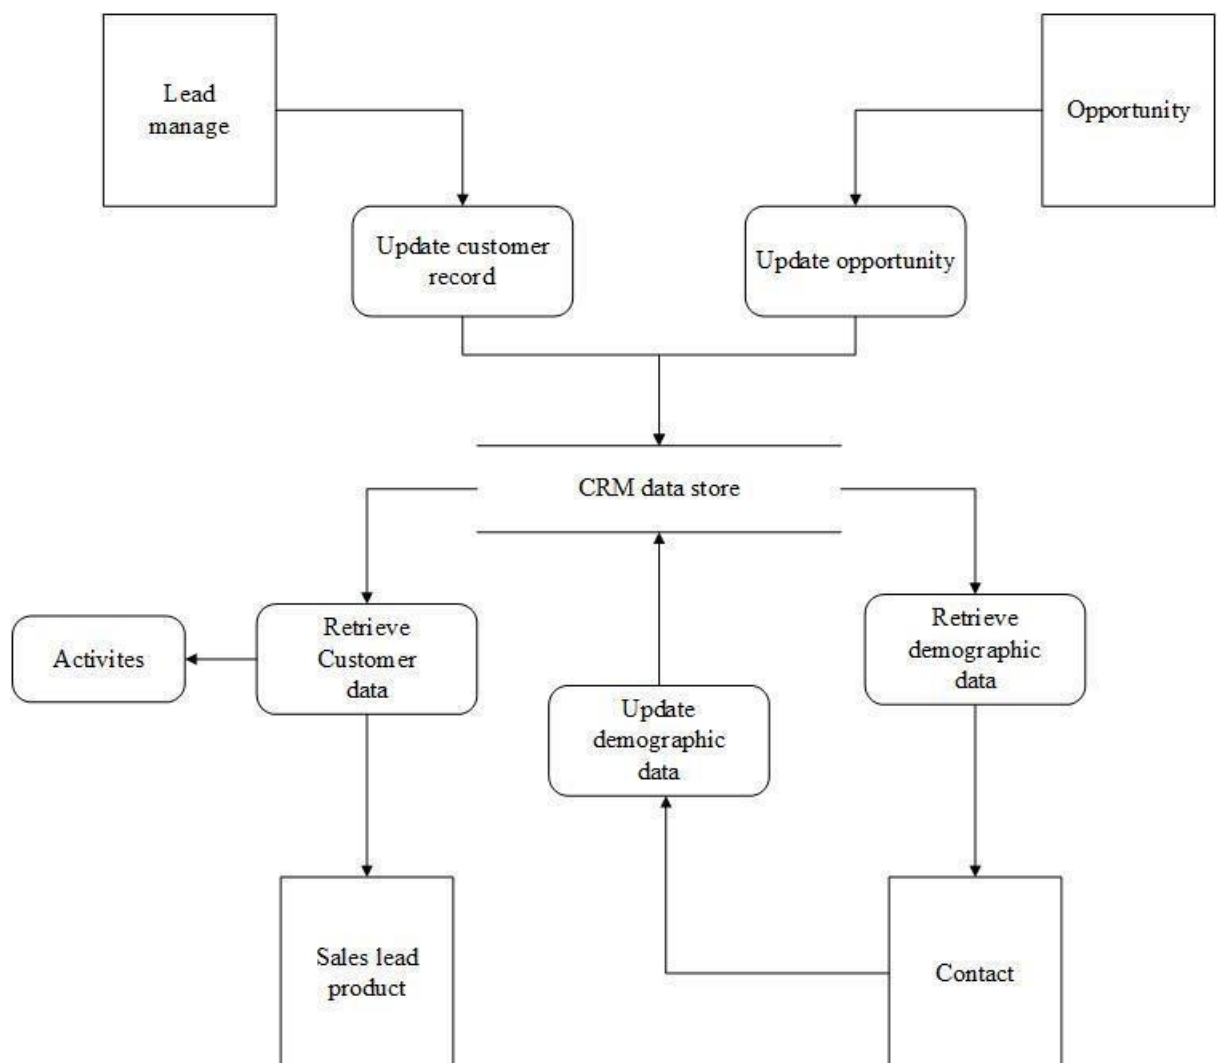 Lead
manage
Opportunity
Update customer
record
Update opportunity
CRM data store
Activites
Retrieve
Customer
data
Retrieve
demographic
data
Update
demographic
data
Sales lead
product
Contact